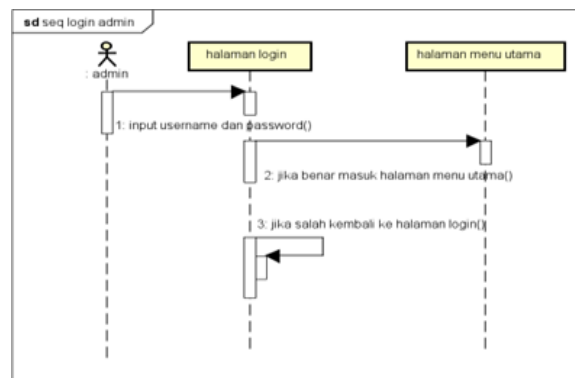 sd seq login admin
halaman login
halaman menu utama
: admin
1: input username dan password()
2: jika benar masuk halaman menu utama()
3: jika salah kembali ke halaman login()